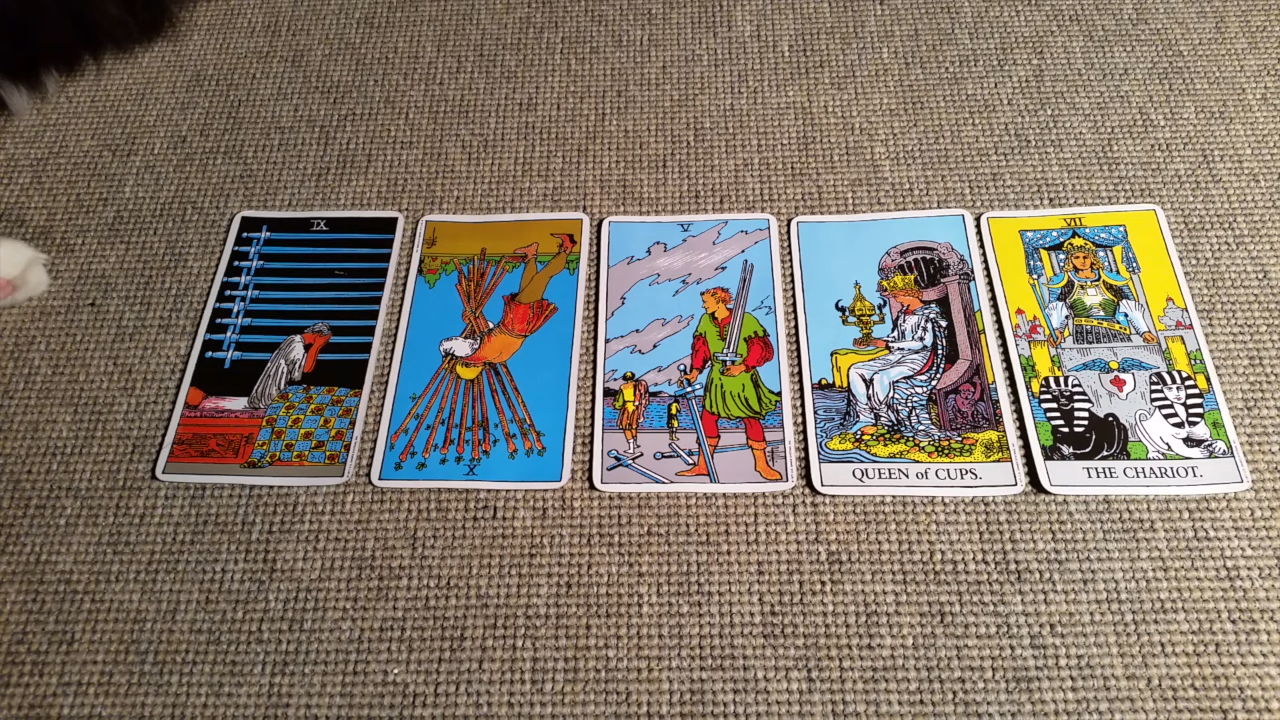 IX
X
V
QUEEN of CUPS.
VII
THE CHARIOT.